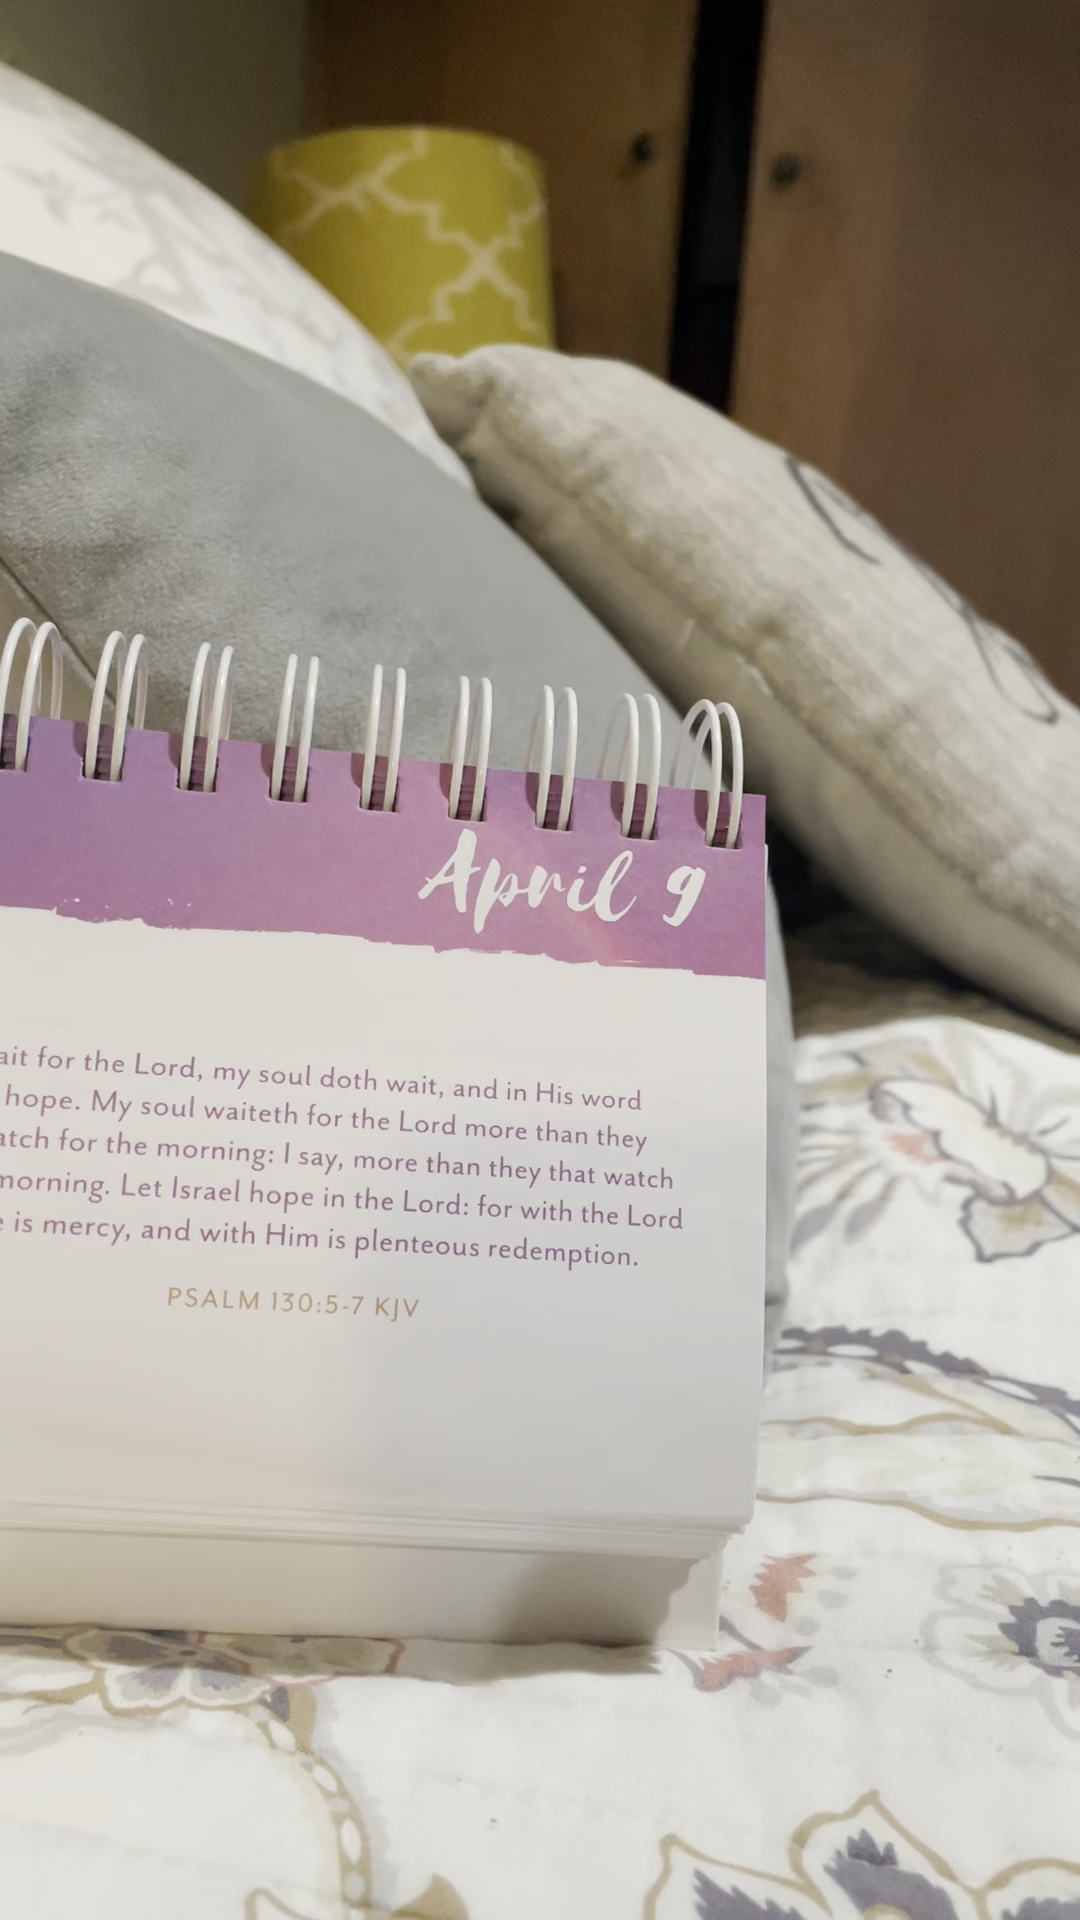 April 9
for the Lord, my soul doth wait, and in His word
hope. My soul waiteth for the Lord more than they
for the morning: I say, more than they that watch
morning. Let Israel hope in the Lord: for with the Lord
is mercy, and with Him is plenteous redemption.
PSALM 130:5-7 KJV